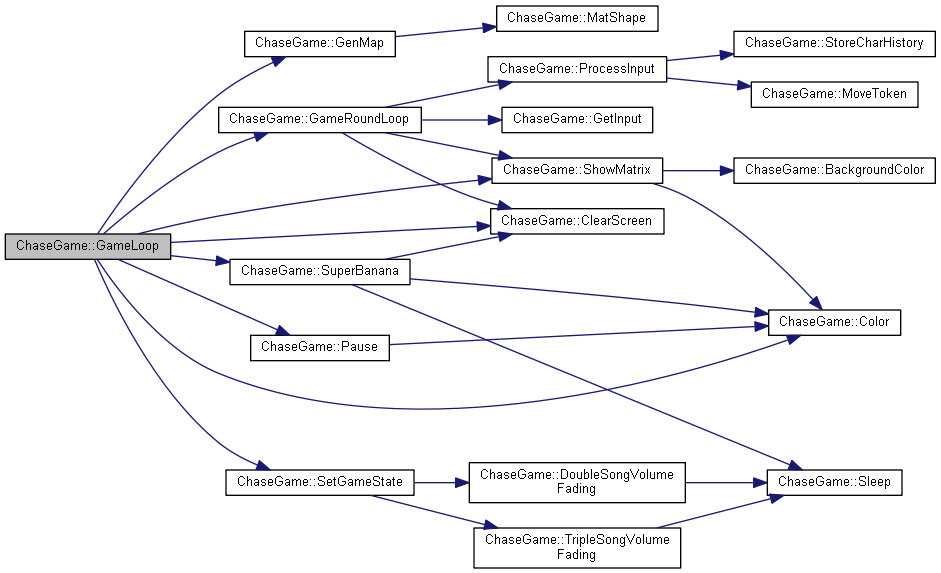 ChaseGame::MatShape
ChaseGame::GenMap
ChaseGame::StoreCharHistory
ChaseGame::ProcessInput
ChaseGame::MoveToken
ChaseGame::GameRoundLoop
ChaseGame::GetInput
ChaseGame::ShowMatrix
ChaseGame::BackgroundColor
ChaseGame::ClearScreen
ChaseGame::GameLoop
ChaseGame::SuperBanana
ChaseGame::Color
ChaseGame::Pause
ChaseGame::SetGameState
ChaseGame::DoubleSongVolume
Fading
ChaseGame::Sleep
ChaseGame::TripleSongVolume
Fading